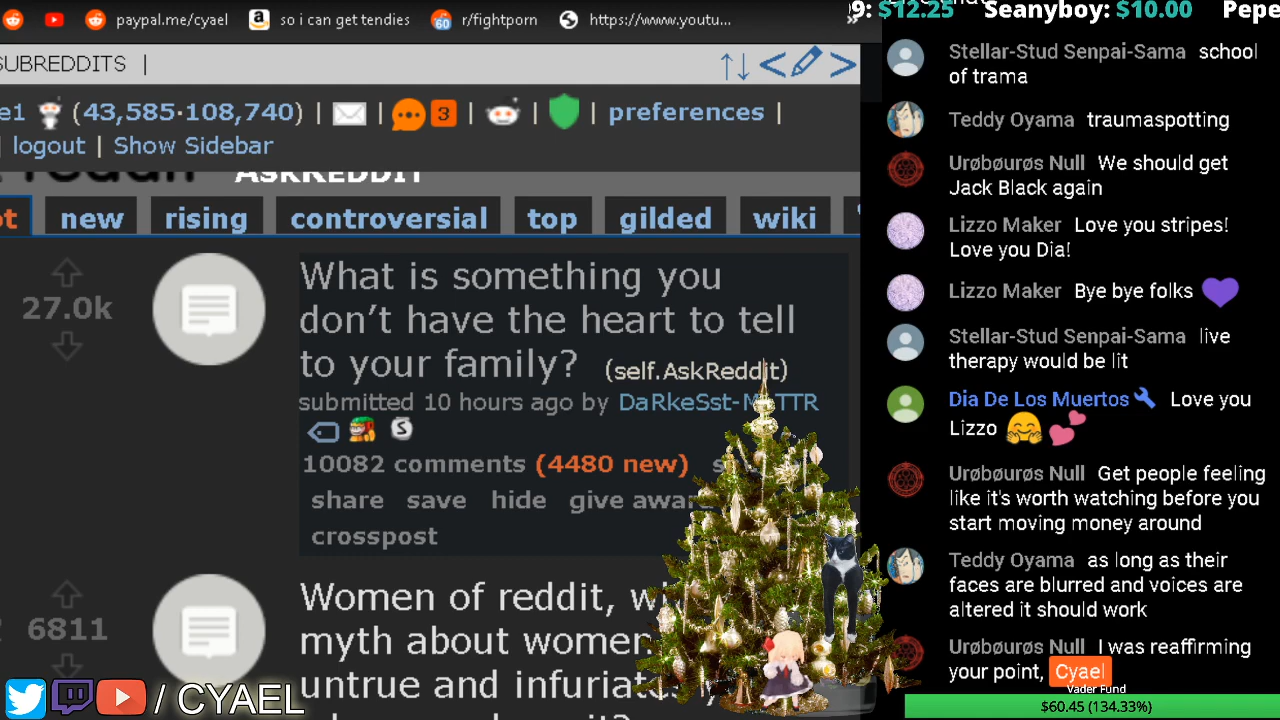 paypal.me/cyael so i can get tendies 60 r/fightporn https://www.youtu...
9: $12.25 Seanyboy: $10.00 Pepe
SUBREDDITS |
e1 (43,585·108,740) | | 3 | | | preferences |
| logout | Show Sidebar
ASKREDDIT
new rising controversial top gilded wiki
27.0k
What is something you
don't have the heart to tell
to your family? (self.AskReddit)
submitted 10 hours ago by
10082 comments (4480 new)
share save hide give
crosspost
6811
Women of reddit,
myth about women
untrue and
/ CYAEL
Stellar-Stud Senpai-Sama school
of trama
Teddy Oyama traumaspotting
Urøbøurøs Null We should get
Jack Black again
Lizzo Maker Love you stripes!
Love you Dia!
Lizzo Maker Bye bye folks 💜
Stellar-Stud Senpai-Sama live
therapy would be lit
Dia De Los Muertos Love you
Lizzo 🤗 💕
Urøbøurøs Null Get people feeling
like it's worth watching before you
start moving money around
Teddy Oyama as long as their
faces are blurred and voices are
altered it should work
Urøbøurøs Null I was reaffirming
your point, Cyael
Vader Fund
$60.45 (134.33%)